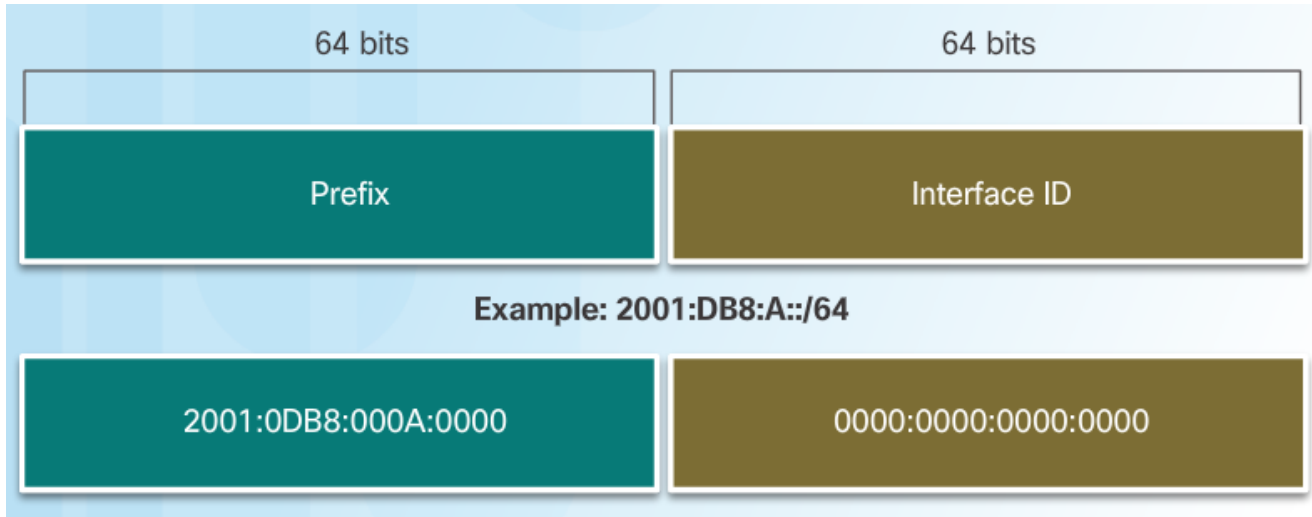 64 bits 64 bits
Prefix Interface ID
Example: 2001:DB8:A::/64
2001:0DB8:000A:0000 0000:0000:0000:0000